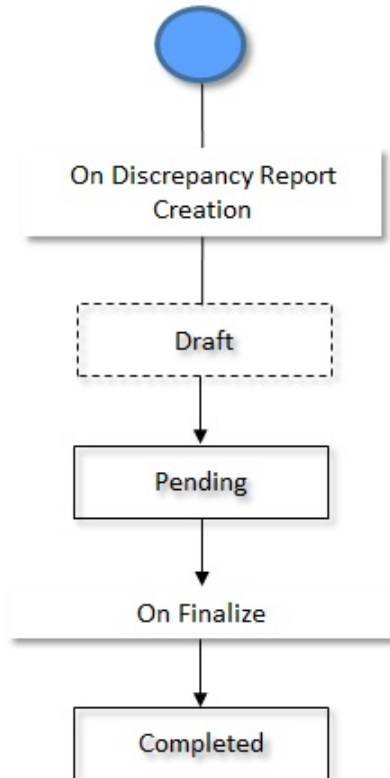 On Discrepancy Report
Creation
Draft
Pending
On Finalize
Completed